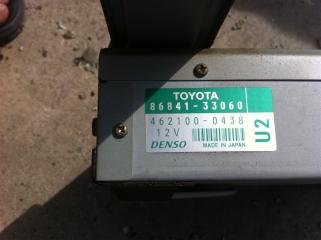 TOYOTA
86841-33060
462100-0438
12V
DENSO MADE IN JAPAN
U2